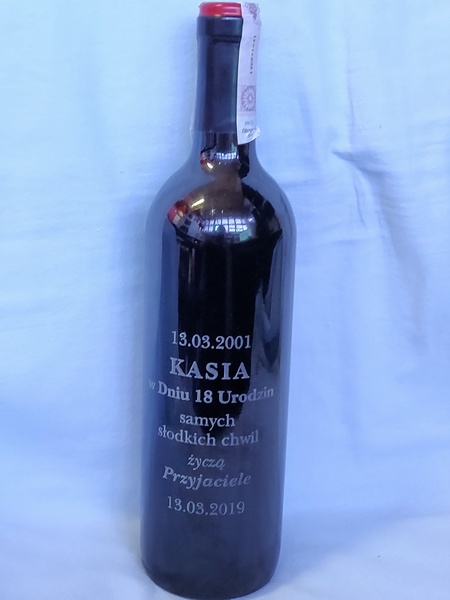 13.03.2001
KASIA
w Dniu 18 Urodzin
samych
słodkich chwil
życzą
Przyjaciele
13.03.2019